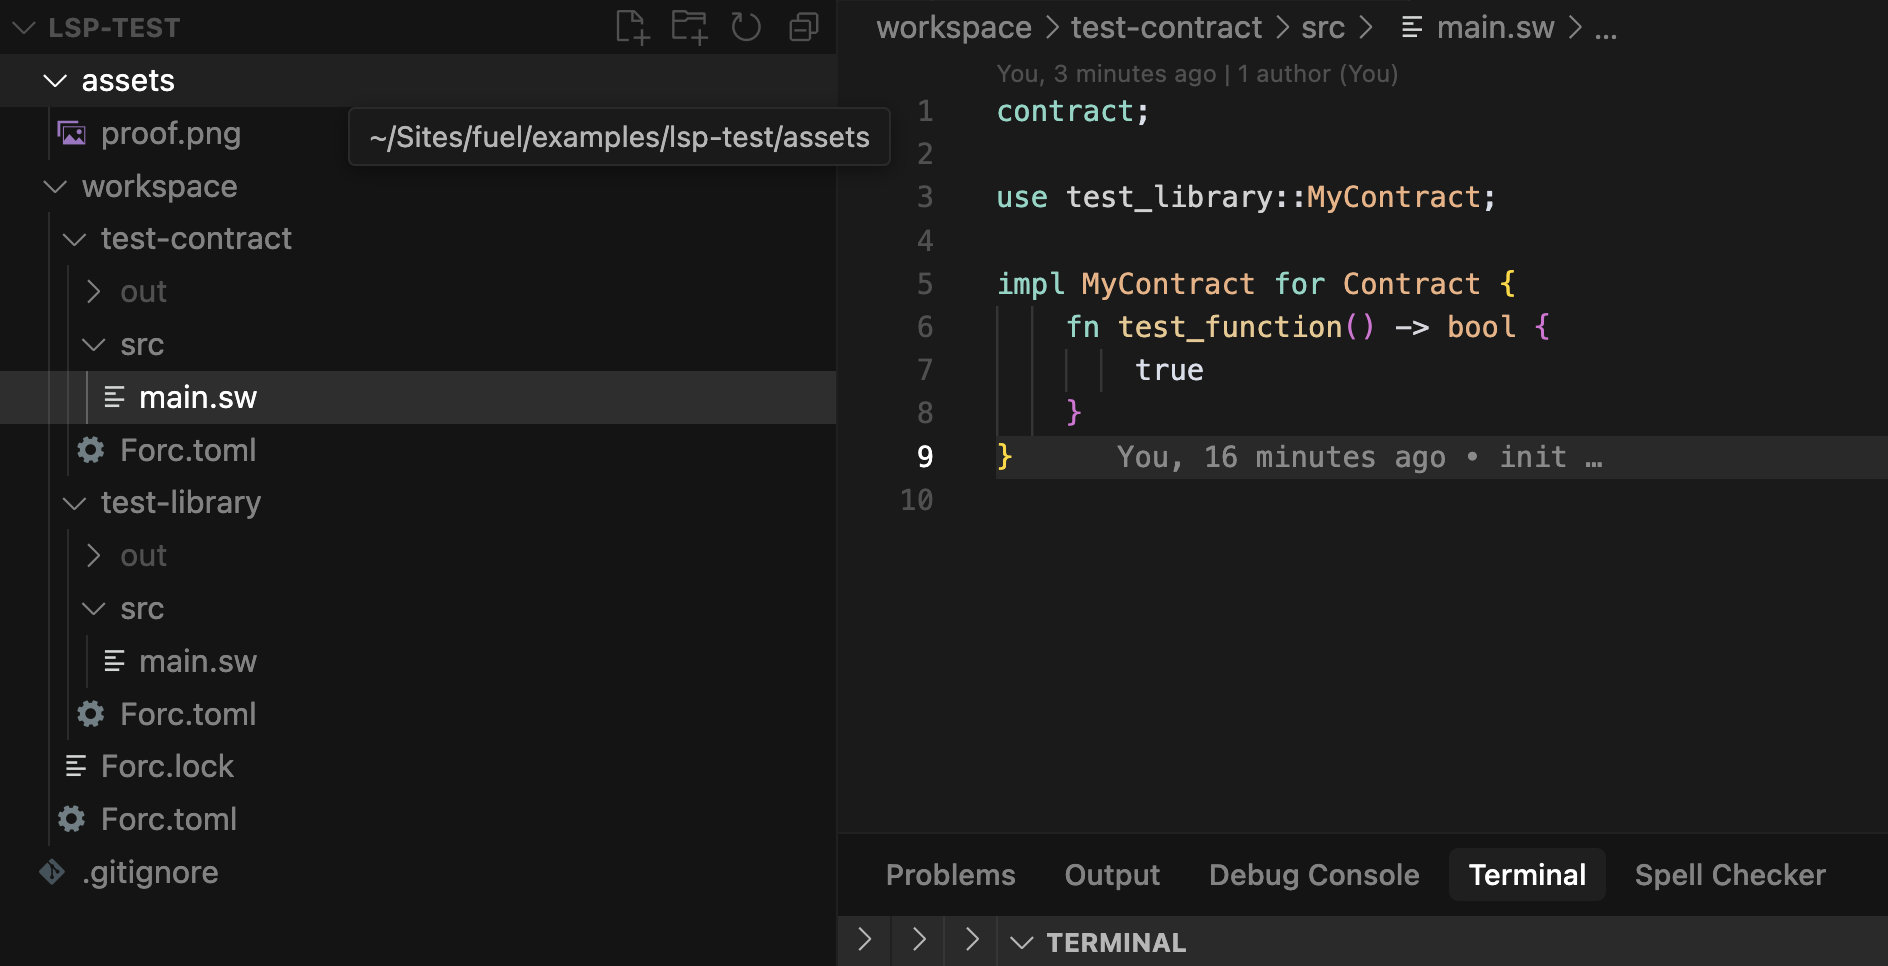 LSP-TEST
assets
proof.png
~/Sites/fuel/examples/lsp-test/assets
workspace
test-contract
out
src
main.sw
Forc.toml
test-library
out
src
main.sw
Forc.toml
Forc.lock
Forc.toml
.gitignore
workspace > test-contract > src > main.sw > ...
You, 3 minutes ago | 1 author (You)
1 contract;
2
3 use test_library::MyContract;
4
5 impl MyContract for Contract {
6 fn test_function() -> bool {
7 true
8 }
9 } You, 16 minutes ago • init …
10
Problems Output Debug Console Terminal Spell Checker
TERMINAL